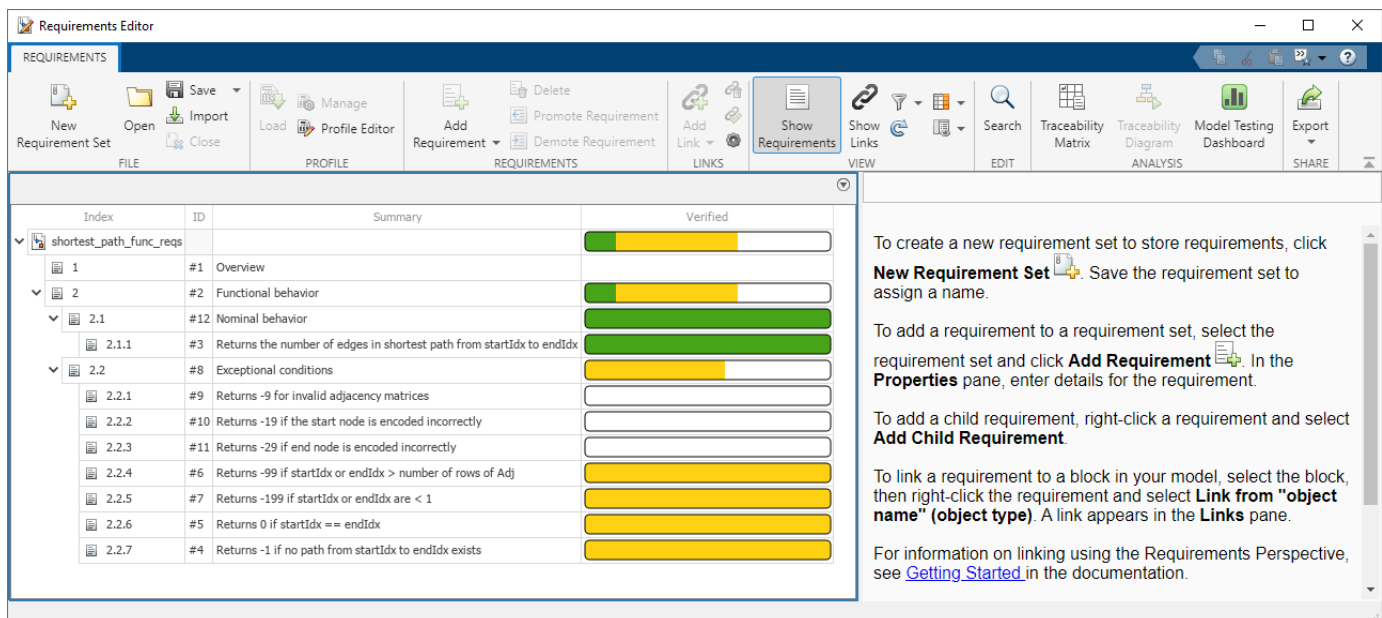 Requirements Editor
REQUIREMENTS
New
Requirement Set
Open
Save
Import
Close
FILE
Load
Manage
Profile Editor
PROFILE
Add
Requirement
Delete
Promote Requirement
Demote Requirement
REQUIREMENTS
Add
Link
LINKS
Show
Requirements
Show
Links
VIEW
Search
EDIT
Traceability
Matrix
Traceability
Diagram
Model Testing
Dashboard
ANALYSIS
Export
SHARE
Index ID Summary Verified
shortest_path_func_reqs
1 #1 Overview
2 #2 Functional behavior
2.1 #12 Nominal behavior
2.1.1 #3 Returns the number of edges in shortest path from startIdx to endIdx
2.2 #8 Exceptional conditions
2.2.1 #9 Returns -9 for invalid adjacency matrices
2.2.2 #10 Returns -19 if the start node is encoded incorrectly
2.2.3 #11 Returns -29 if end node is encoded incorrectly
2.2.4 #6 Returns -99 if startIdx or endIdx > number of rows of Adj
2.2.5 #7 Returns -199 if startIdx or endIdx are < 1
2.2.6 #5 Returns 0 if startIdx == endIdx
2.2.7 #4 Returns -1 if no path from startIdx to endIdx exists
To create a new requirement set to store requirements, click
New Requirement Set . Save the requirement set to
assign a name.
To add a requirement to a requirement set, select the
requirement set and click Add Requirement . In the
Properties pane, enter details for the requirement.
To add a child requirement, right-click a requirement and select
Add Child Requirement.
To link a requirement to a block in your model, select the block,
then right-click the requirement and select Link from "object
name" (object type). A link appears in the Links pane.
For information on linking using the Requirements Perspective,
see Getting Started in the documentation.